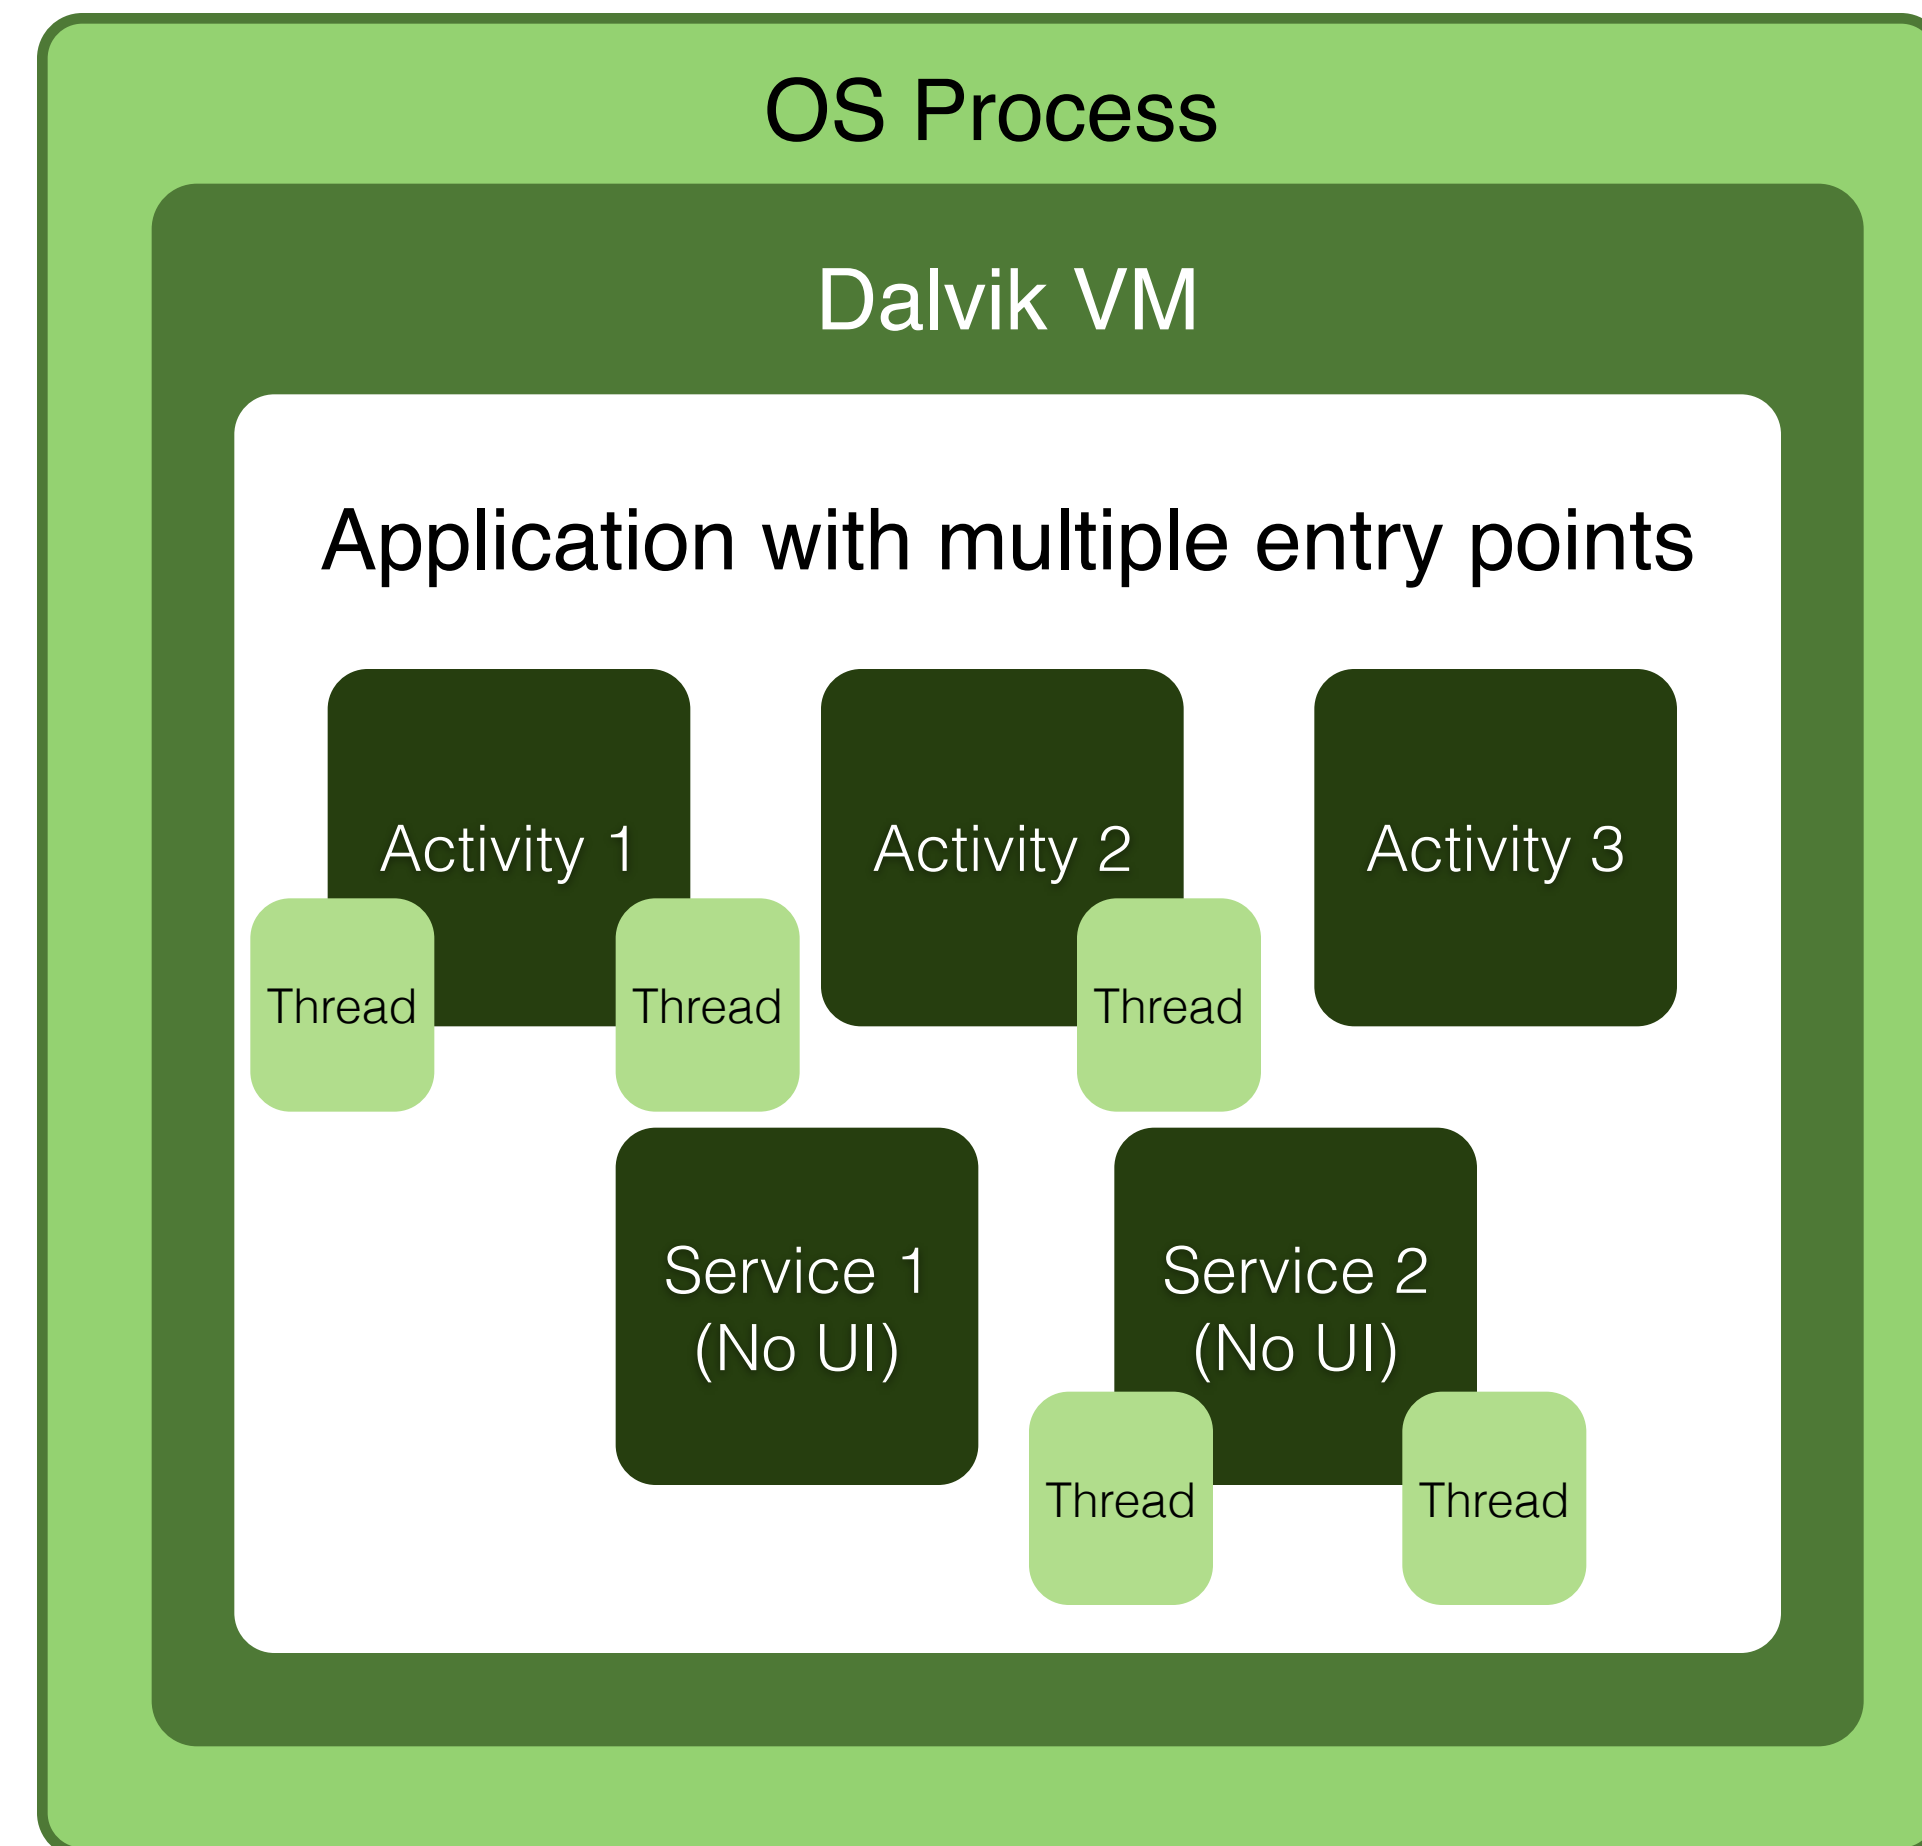 OS Process
Dalvik VM
Application with multiple entry points
Activity 1
Activity 2
Activity 3
Thread
Thread
Thread
Service 1
(No UI)
Service 2
(No UI)
Thread
Thread